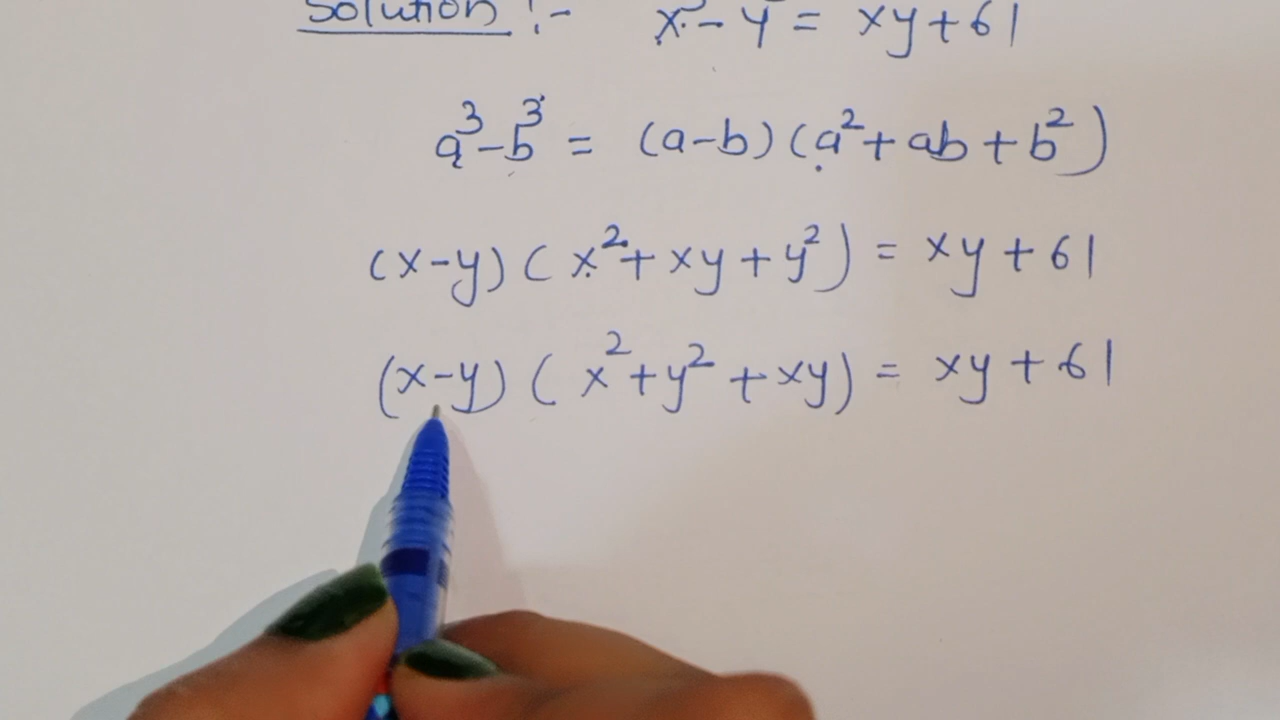 Solution :- x³ - y³ = xy + 61
a³ - b³ = (a - b) (a² + ab + b²)
(x - y) (x² + xy + y²) = xy + 61
(x - y) (x² + y² + xy) = xy + 61